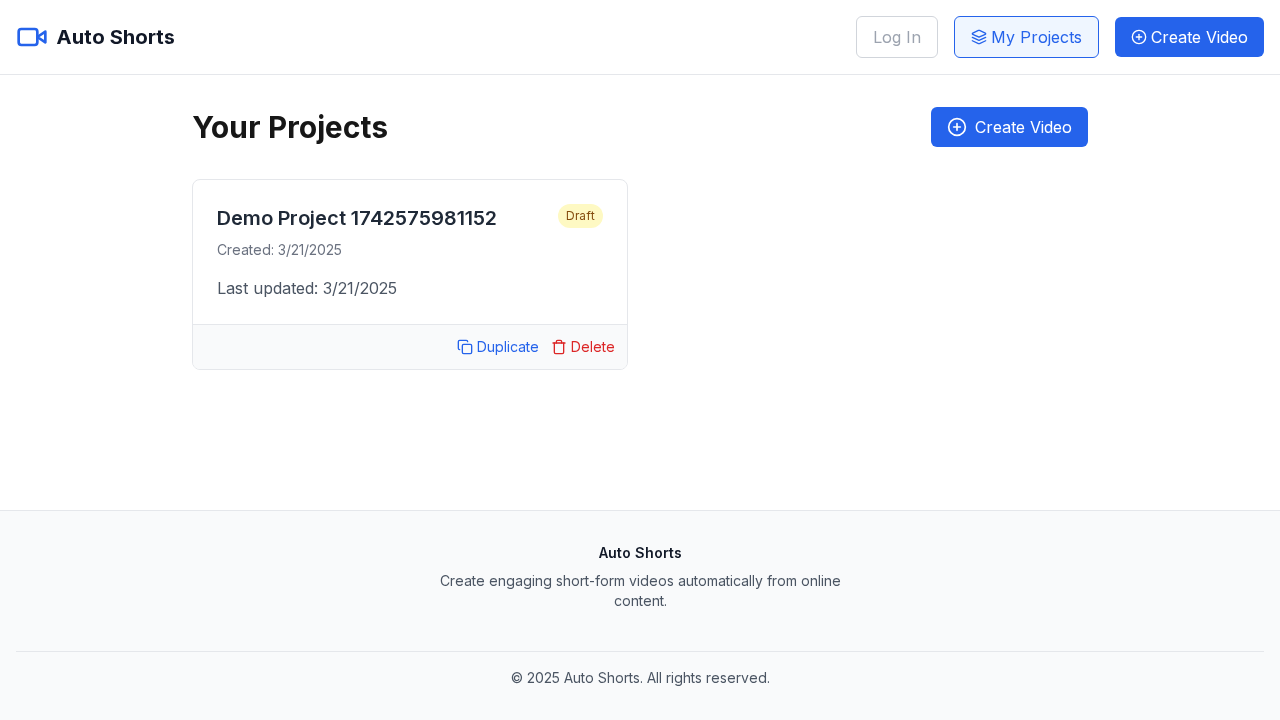 Auto Shorts
Log In
My Projects
Create Video
Your Projects
Create Video
Demo Project 1742575981152
Draft
Created: 3/21/2025
Last updated: 3/21/2025
Duplicate
Delete
Auto Shorts
Create engaging short-form videos automatically from online
content.
© 2025 Auto Shorts. All rights reserved.